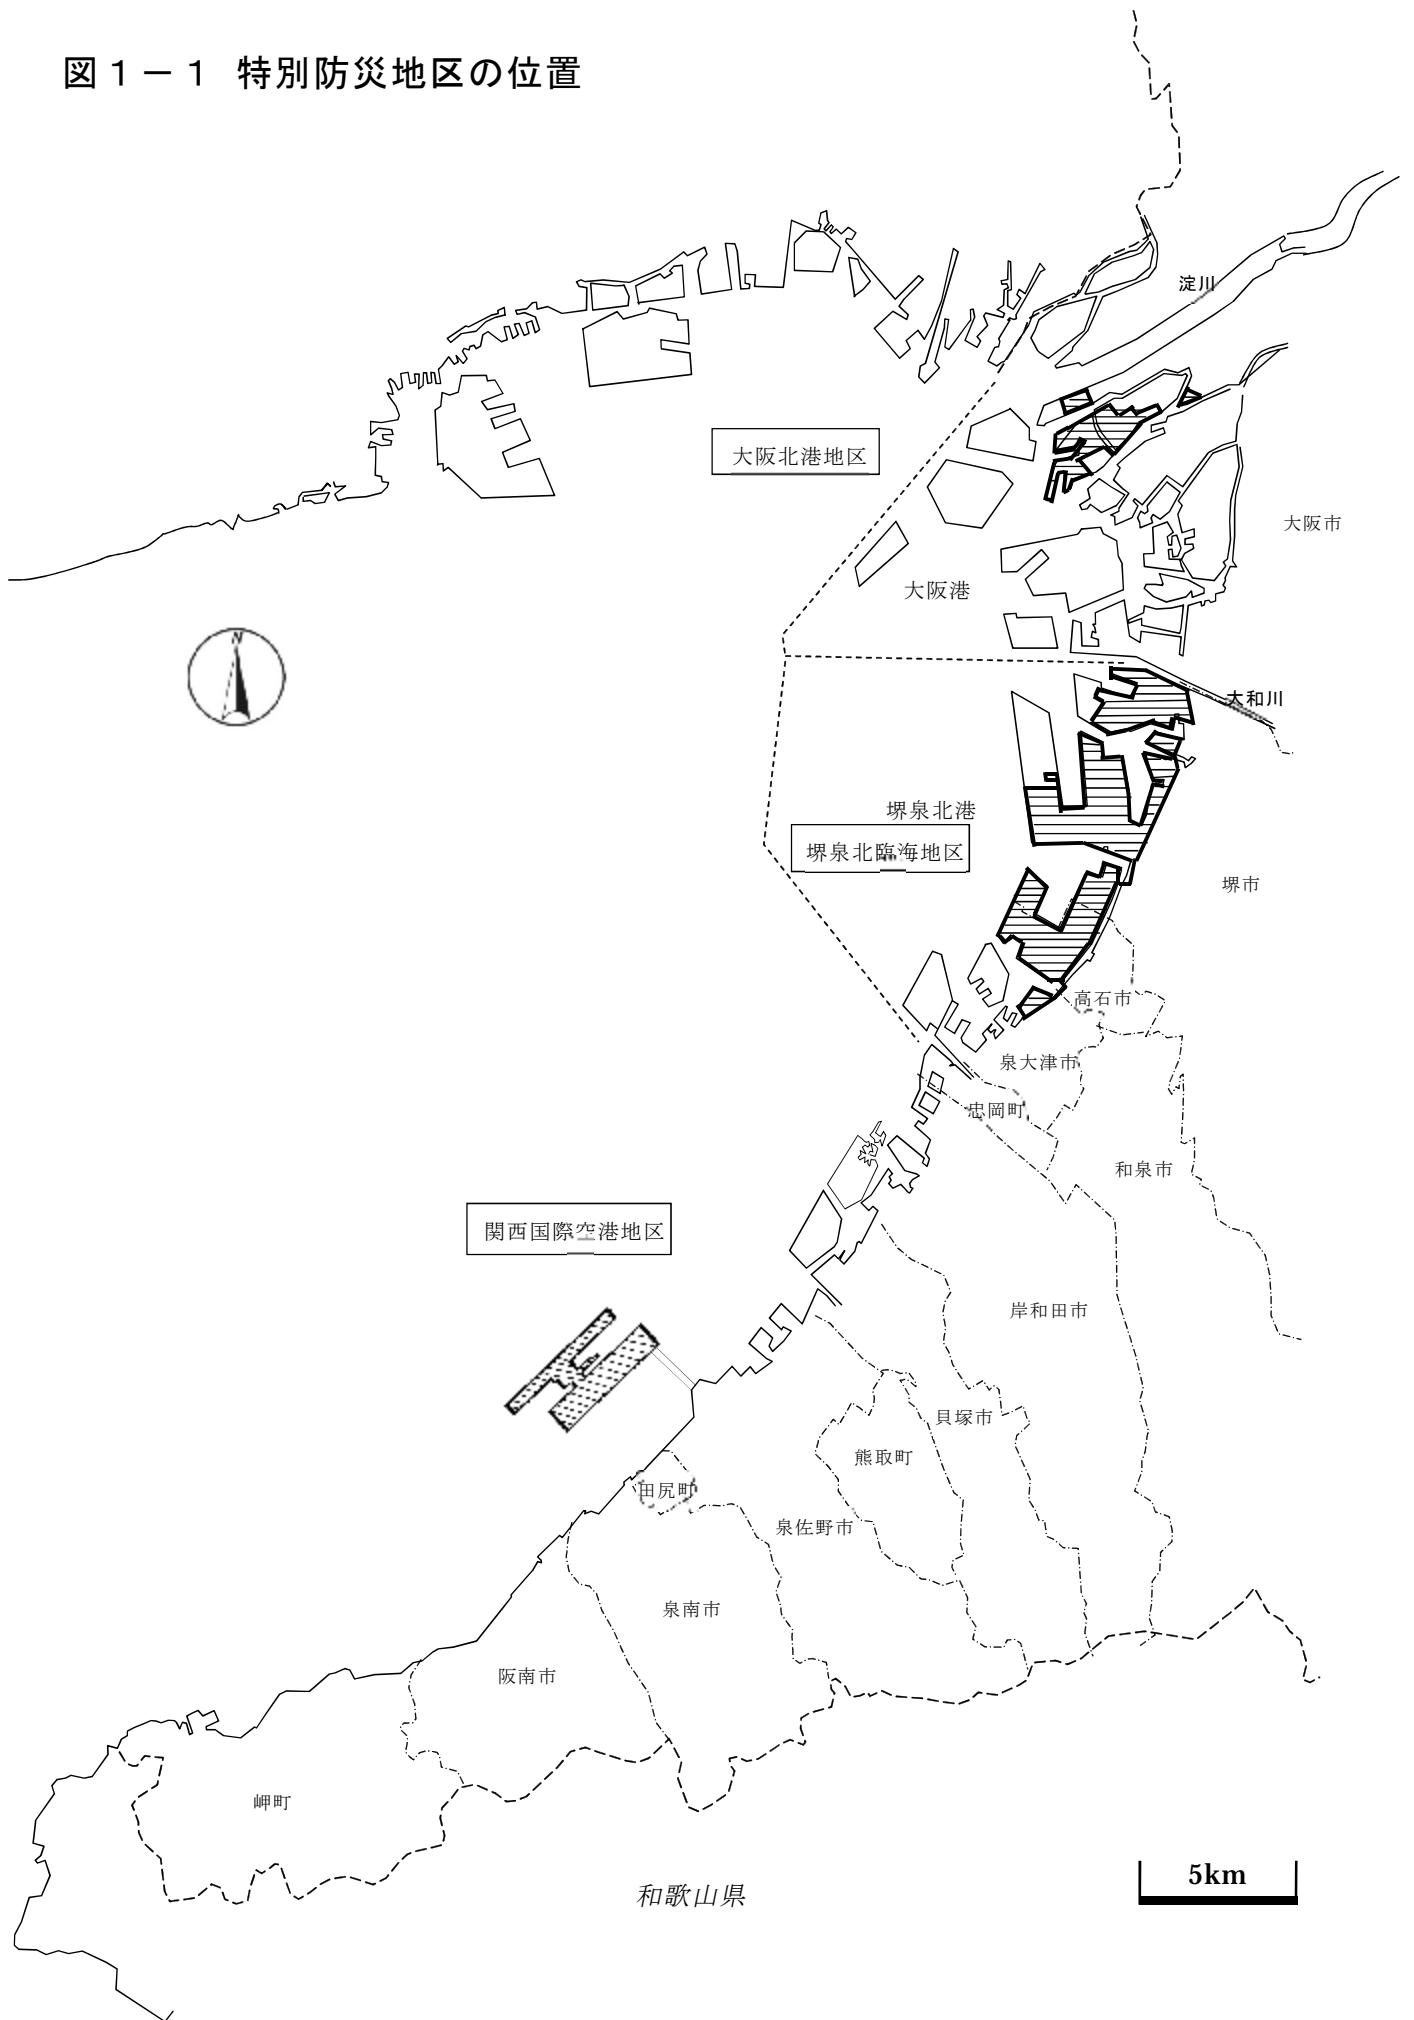 図１－１ 特別防災地区の位置
淀川
大阪北港地区
大阪市
大阪港
N
大和川
堺泉北港
堺泉北臨海地区
堺市
高石市
泉大津市
忠岡町
和泉市
関西国際空港地区
岸和田市
貝塚市
熊取町
田尻町
泉佐野市
泉南市
阪南市
岬町
5km
和歌山県